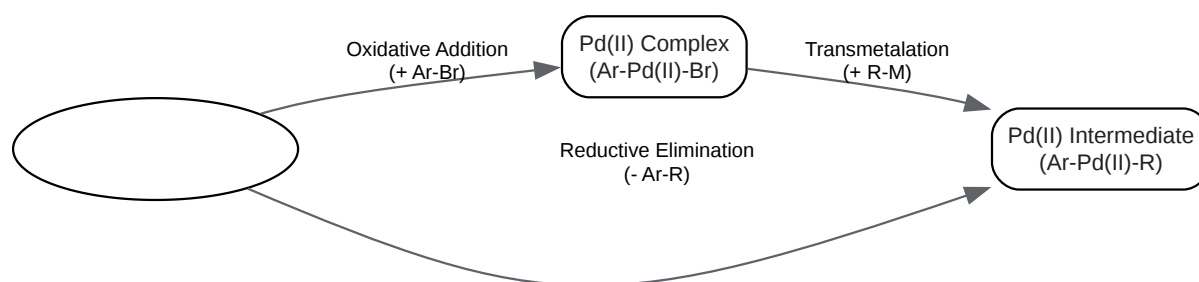 Oxidative Addition
(+ Ar-Br)
Pd(II) Complex
(Ar-Pd(II)-Br)
Transmetalation
(+ R-M)
Reductive Elimination
(- Ar-R)
Pd(II) Intermediate
(Ar-Pd(II)-R)